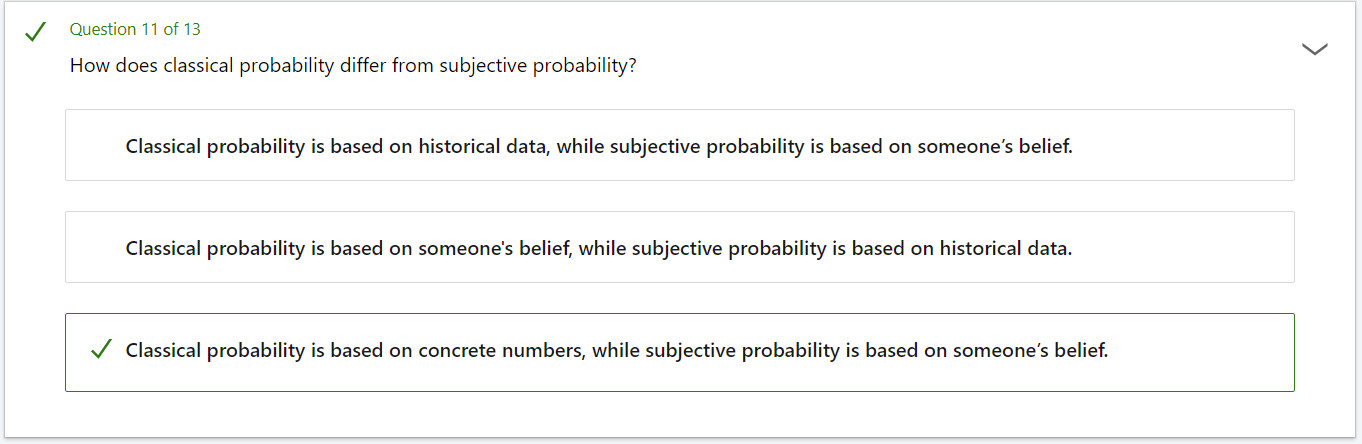 Question 11 of 13
How does classical probability differ from subjective probability?
Classical probability is based on historical data, while subjective probability is based on someone’s belief.
Classical probability is based on someone's belief, while subjective probability is based on historical data.
Classical probability is based on concrete numbers, while subjective probability is based on someone’s belief.